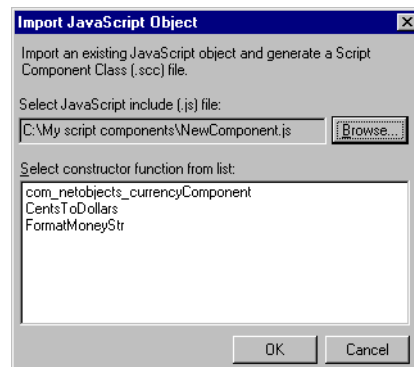 Import JavaScript Object
Import an existing JavaScript object and generate a Script
Component Class (.scc) file.
Select JavaScript include (.js) file:
C:\My script components\NewComponent.js
Browse...
Select constructor function from list:
com_netobjects_currencyComponent
CentsToDollars
FormatMoneyStr
OK
Cancel